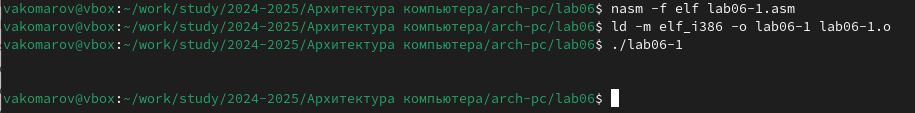 vakomarov@vbox:~/work/study/2024-2025/Архитектура компьютера/arch-pc/lab06$ nasm -f elf lab06-1.asm
vakomarov@vbox:~/work/study/2024-2025/Архитектура компьютера/arch-pc/lab06$ ld -m elf_i386 -o lab06-1 lab06-1.o
vakomarov@vbox:~/work/study/2024-2025/Архитектура компьютера/arch-pc/lab06$ ./lab06-1
vakomarov@vbox:~/work/study/2024-2025/Архитектура компьютера/arch-pc/lab06$